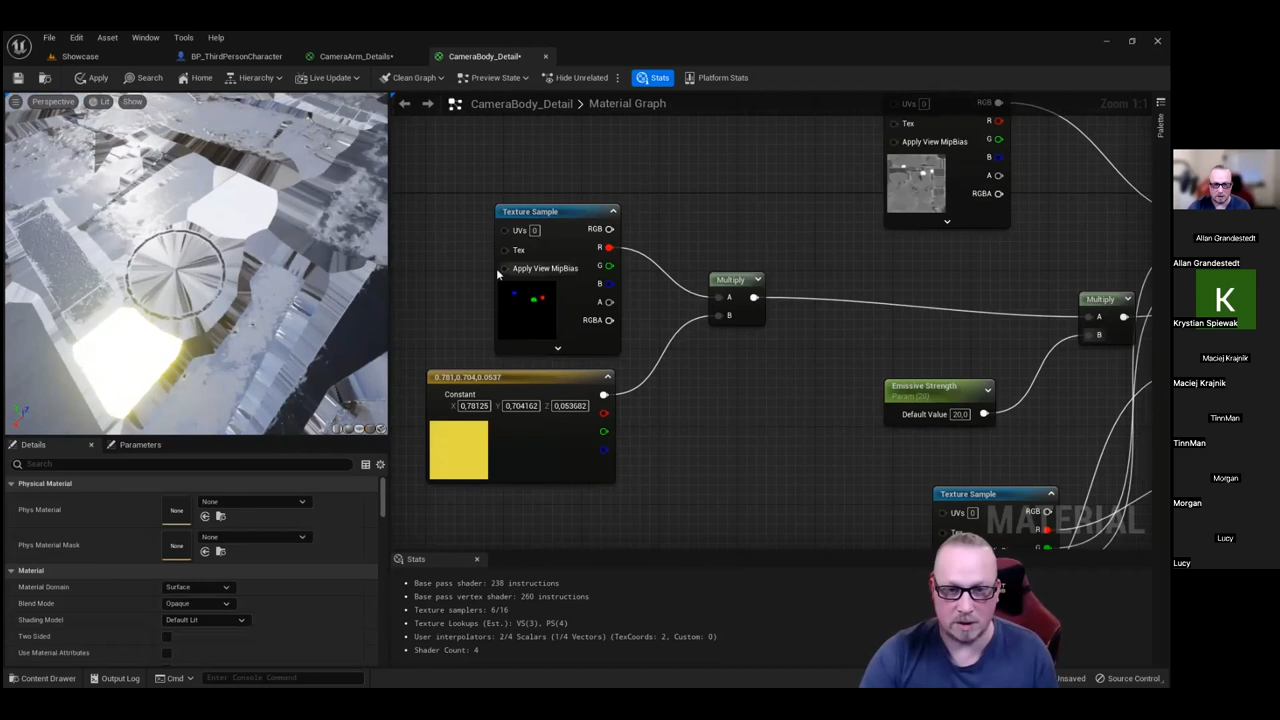 File Edit Asset Window Tools Help
Showcase BP_ThirdPersonCharacter CameraArm_Details* CameraBody_Detail*
Apply Search Home Hierarchy Live Update Clean Graph Preview State Hide Unrelated Stats Platform Stats
Perspective Lit Show
CameraBody_Detail > Material Graph
Zoom 1:1
Palette
UVs 0 RGB
Tex R
G
Apply View MipBias
B
A
RGBA
Texture Sample
UVs 0 RGB
Tex R
Apply View MipBias G
B
A
RGBA
Multiply
A
B
Multiply
A
B
0.781,0.704,0.0537
Constant
X 0,78125 Y 0,704162 Z 0,053682
Emissive Strength
Param (20)
Default Value 20,0
Texture Sample
UVs 0 RGB
R
G
MATERIAL
Details Parameters
Search
Physical Material
Phys Material None None
Phys Material Mask None None
Material
Material Domain Surface
Blend Mode Opaque
Shading Model Default Lit
Two Sided
Use Material Attributes
Stats
Base pass shader: 238 instructions
Base pass vertex shader: 260 instructions
Texture samplers: 6/16
Texture Lookups (Est.): VS(3), PS(4)
User interpolators: 2/4 Scalars (1/4 Vectors) (TexCoords: 2, Custom: 0)
Shader Count: 4
Content Drawer Output Log Cmd Enter Console Command
Unsaved Source Control
Allan Grandestedt
Allan Grandestedt
K
Krystian Spiewak
Maciej Krajnik
Maciej Krajnik
TinnMan
TinnMan
Morgan
Morgan
Lucy
Lucy